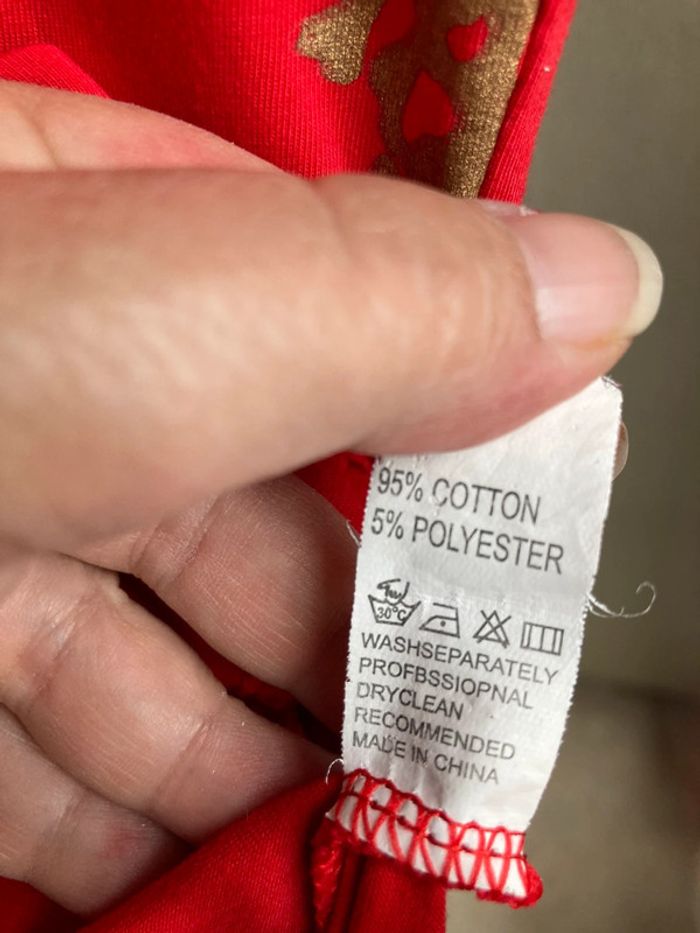 95% COTTON
5% POLYESTER
30°C
WASHSEPARATELY
PROFBSSIOPNAL
DRYCLEAN
RECOMMENDED
MADE IN CHINA